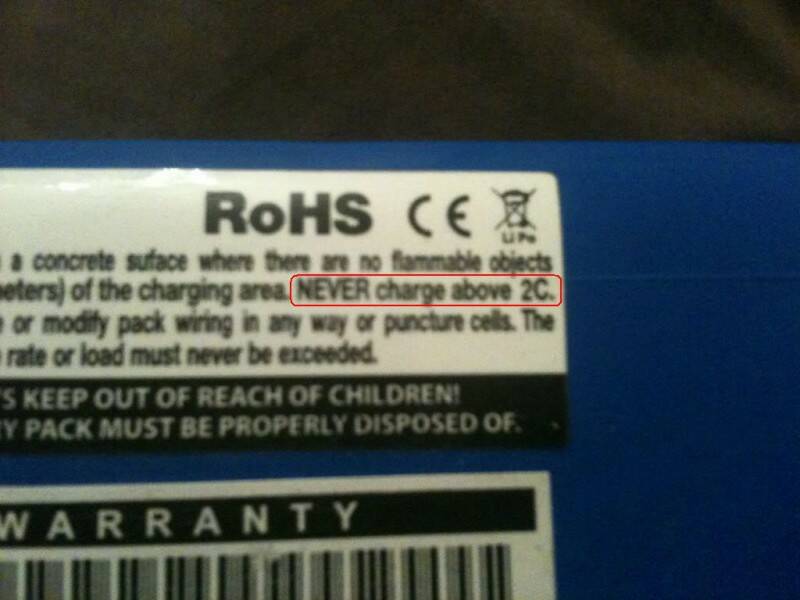 RoHS CE
Li Po
a concrete suface where there are no flammable objects
eters) of the charging area. NEVER charge above 2C.
or modify pack wiring in any way or puncture cells. The
rate or load must never be exceeded.
'S KEEP OUT OF REACH OF CHILDREN!
Y PACK MUST BE PROPERLY DISPOSED OF.
WARRANTY